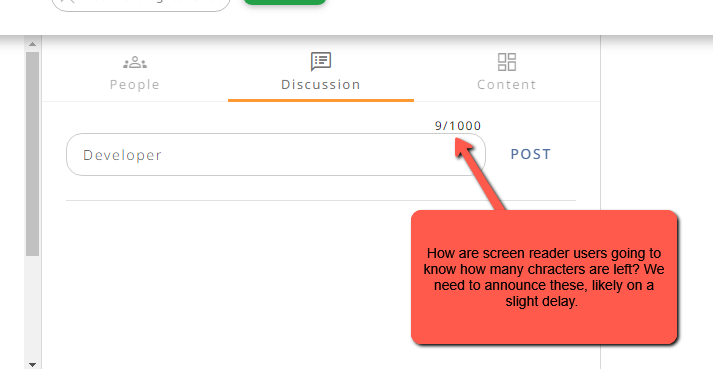 People
Discussion
Content
9/1000
Developer
POST
How are screen reader users going to
know how many chracters are left? We
need to announce these, likely on a
slight delay.